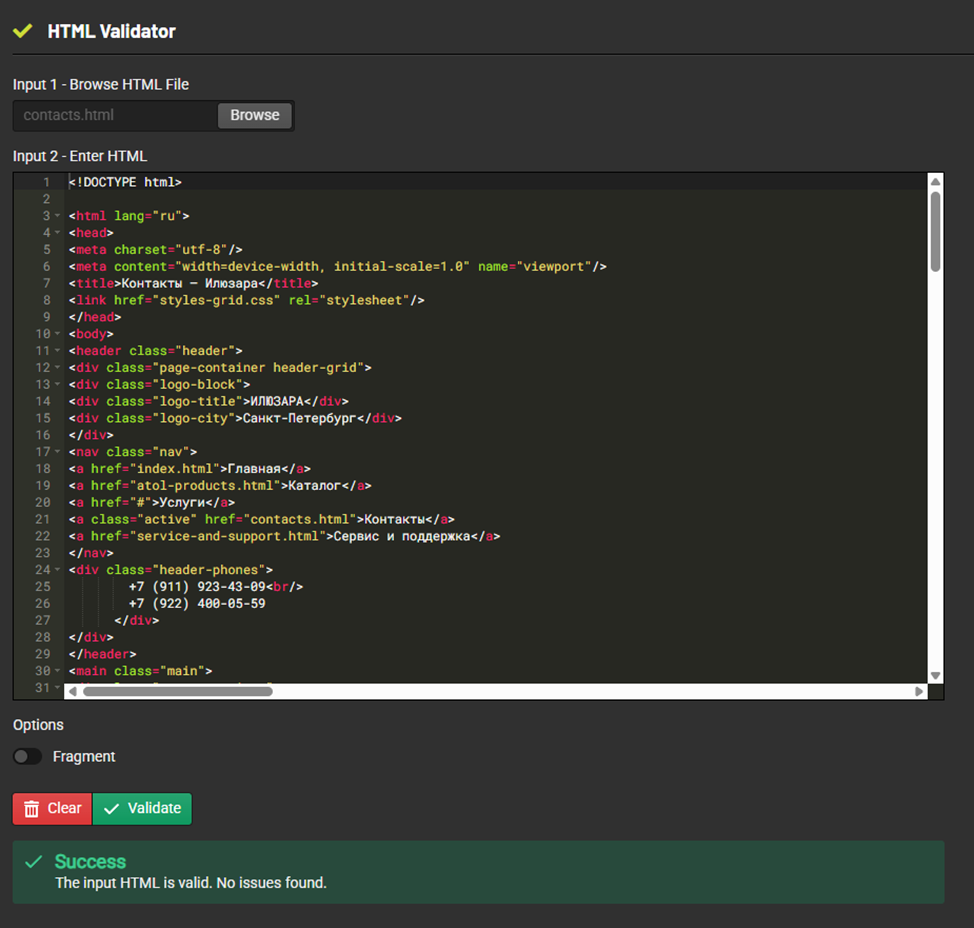 HTML Validator
Input 1 - Browse HTML File
contacts.html Browse
Input 2 - Enter HTML
1 <!DOCTYPE html>
2
3 <html lang="ru">
4 <head>
5 <meta charset="utf-8"/>
6 <meta content="width=device-width, initial-scale=1.0" name="viewport"/>
7 <title>Контакты — Илюзара</title>
8 <link href="styles-grid.css" rel="stylesheet"/>
9 </head>
10 <body>
11 <header class="header">
12 <div class="page-container header-grid">
13 <div class="logo-block">
14 <div class="logo-title">ИЛЮЗАРА</div>
15 <div class="logo-city">Санкт-Петербург</div>
16 </div>
17 <nav class="nav">
18 <a href="index.html">Главная</a>
19 <a href="atol-products.html">Каталог</a>
20 <a href="#">Услуги</a>
21 <a class="active" href="contacts.html">Контакты</a>
22 <a href="service-and-support.html">Сервис и поддержка</a>
23 </nav>
24 <div class="header-phones">
25 +7 (911) 923-43-09<br/>
26 +7 (922) 400-05-59
27 </div>
28 </div>
29 </header>
30 <main class="main">
31
Options
Fragment
Clear Validate
Success
The input HTML is valid. No issues found.